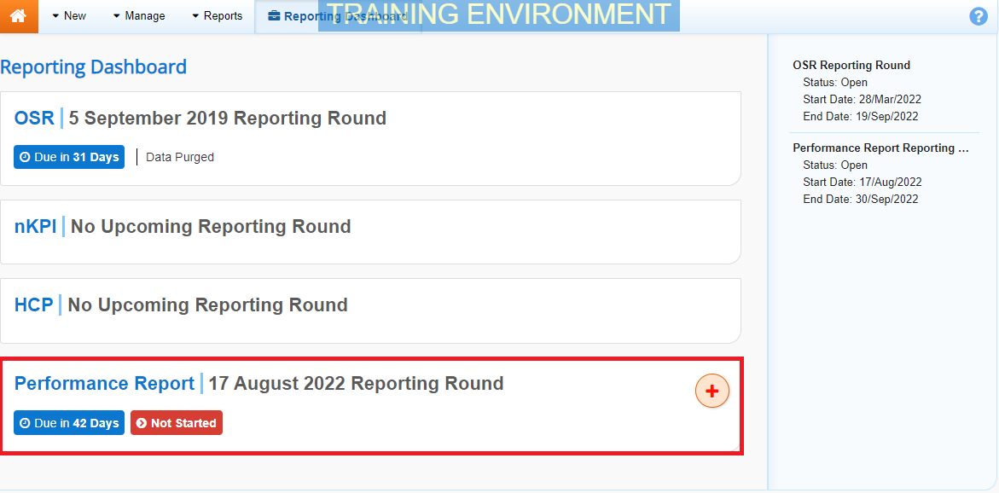 New Manage Reports Reporting Dashboard TRAINING ENVIRONMENT ?
Reporting Dashboard
OSR 5 September 2019 Reporting Round
Due in 31 Days Data Purged
nKPI No Upcoming Reporting Round
HCP No Upcoming Reporting Round
Performance Report 17 August 2022 Reporting Round
Due in 42 Days Not Started
OSR Reporting Round
Status: Open
Start Date: 28/Mar/2022
End Date: 19/Sep/2022
Performance Report Reporting ...
Status: Open
Start Date: 17/Aug/2022
End Date: 30/Sep/2022